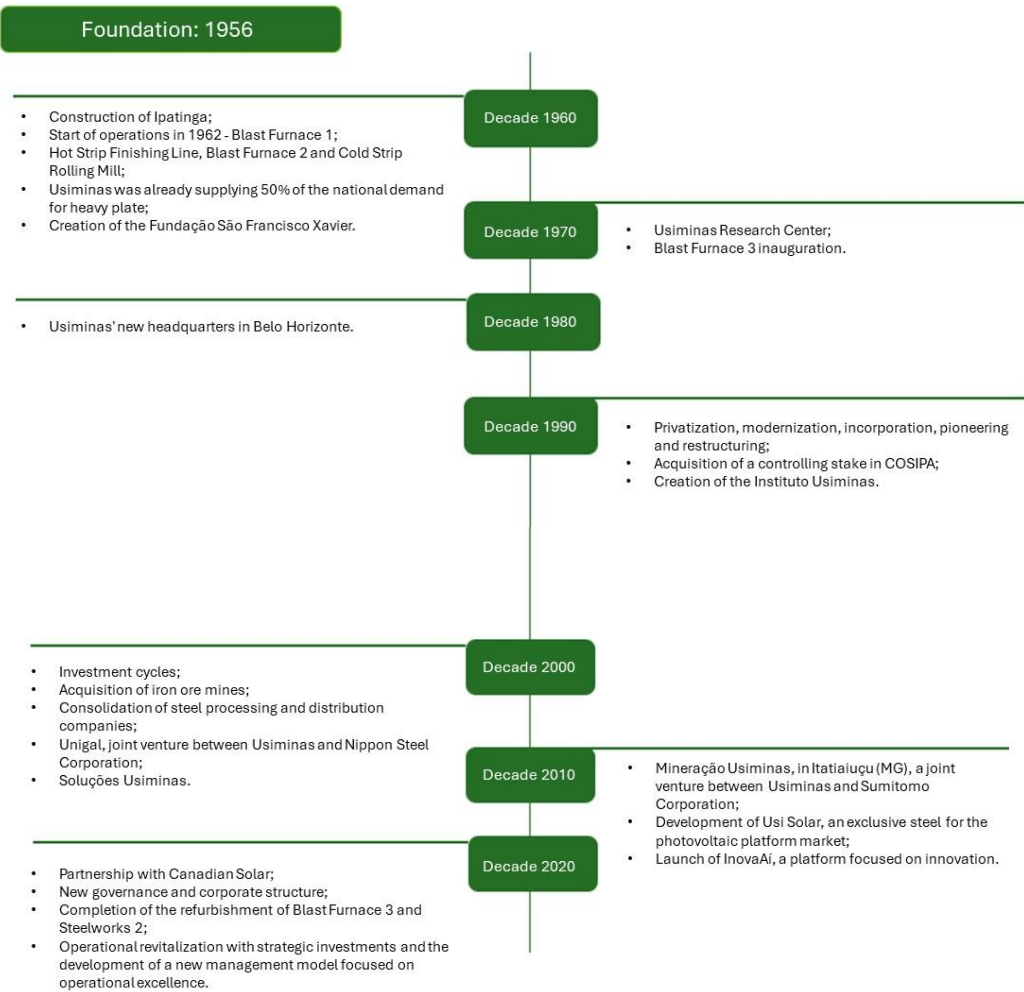 Foundation: 1956
Decade 1960
• Construction of Ipatinga;
• Start of operations in 1962 - Blast Furnace 1;
• Hot Strip Finishing Line, Blast Furnace 2 and Cold Strip
Rolling Mill;
• Usiminas was already supplying 50% of the national demand
for heavy plate;
• Creation of the Fundação São Francisco Xavier.
Decade 1970
• Usiminas Research Center;
• Blast Furnace 3 inauguration.
Decade 1980
• Usiminas' new headquarters in Belo Horizonte.
Decade 1990
• Privatization, modernization, incorporation, pioneering
and restructuring;
• Acquisition of a controlling stake in COSIPA;
• Creation of the Instituto Usiminas.
Decade 2000
• Investment cycles;
• Acquisition of iron ore mines;
• Consolidation of steel processing and distribution
companies;
• Unigal, joint venture between Usiminas and Nippon Steel
Corporation;
• Soluções Usiminas.
Decade 2010
• Mineração Usiminas, in Itatiaiuçu (MG), a joint
venture between Usiminas and Sumitomo
Corporation;
• Development of Usi Solar, an exclusive steel for the
photovoltaic platform market;
• Launch of InovaAí, a platform focused on innovation.
Decade 2020
• Partnership with Canadian Solar;
• New governance and corporate structure;
• Completion of the refurbishment of Blast Furnace 3 and
Steelworks 2;
• Operational revitalization with strategic investments and the
development of a new management model focused on
operational excellence.